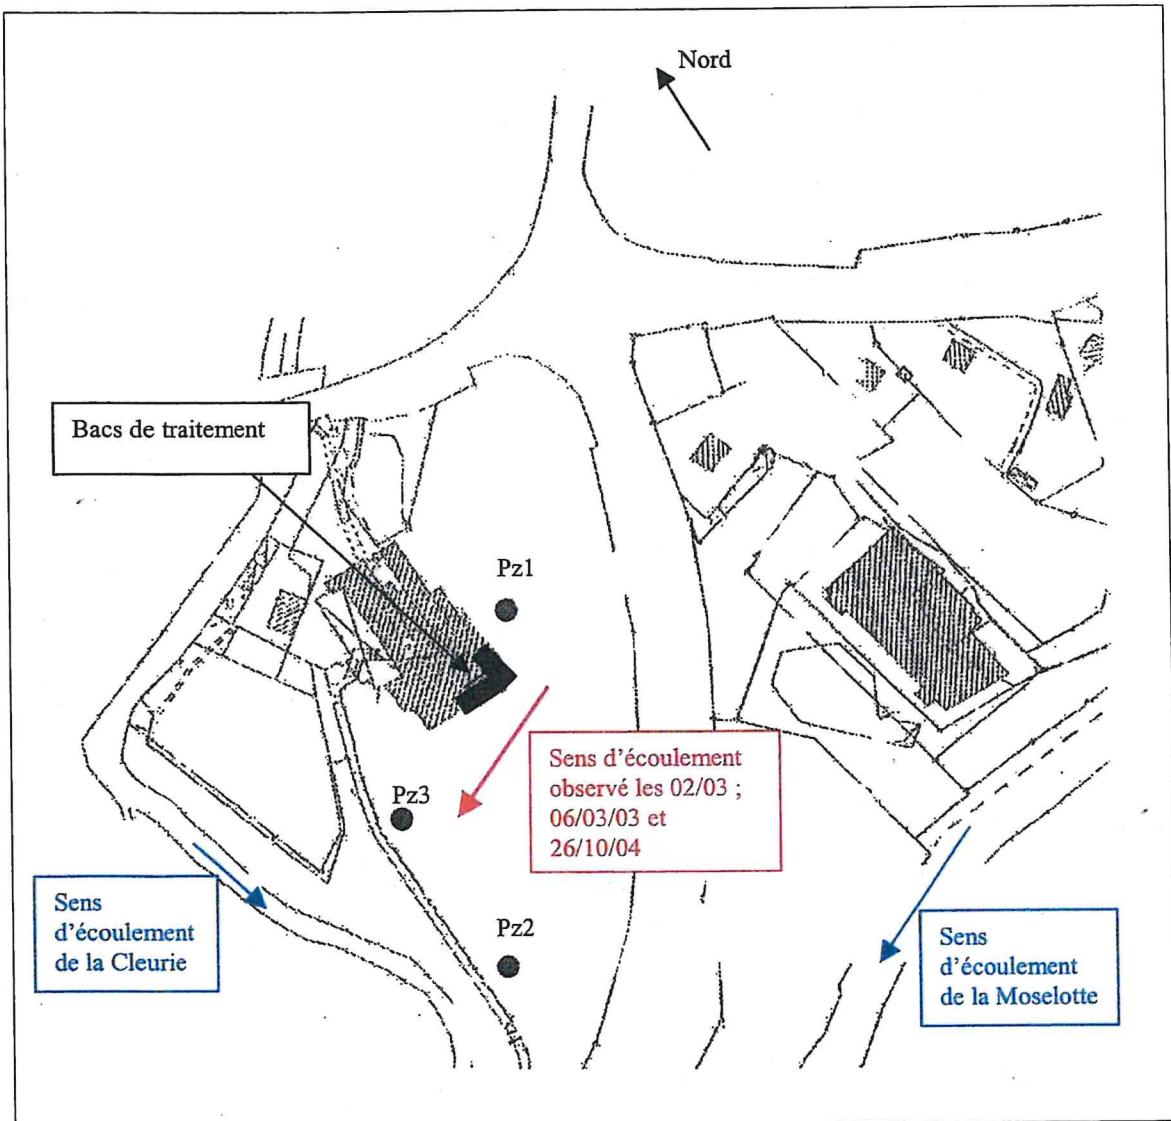 Nord
Bacs de traitement
Pz1
Sens d'écoulement
observé les 02/03 ;
06/03/03 et
26/10/04
Pz3
Sens
d'écoulement
de la Cleurie
Pz2
Sens
d'écoulement
de la Moselotte